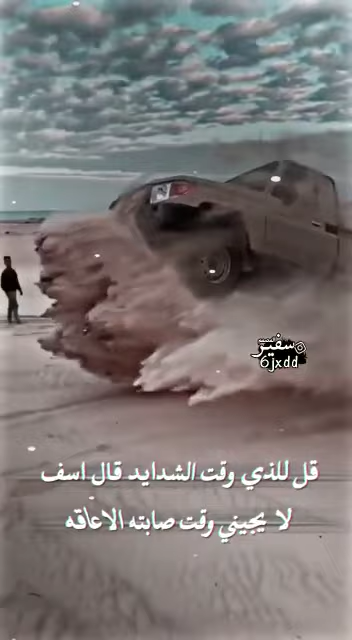 سفير
6jxdd
قل للذي وقت الشدايد قال اسف
لا يجيني وقت صابته الاعاقه